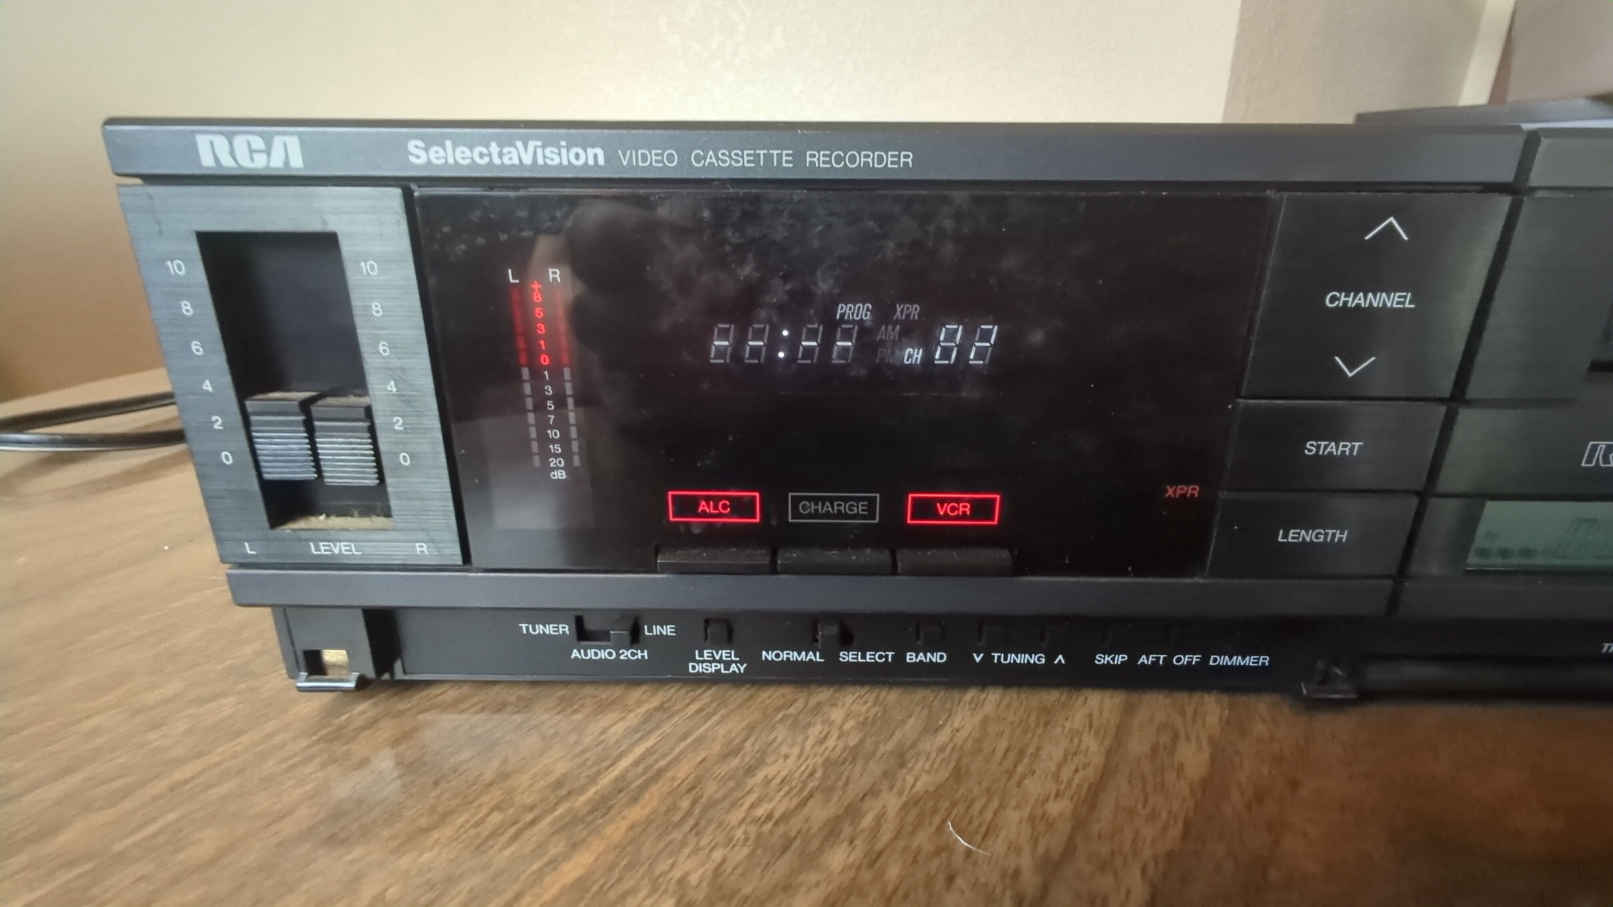 RCA SelectaVision VIDEO CASSETTE RECORDER
10 10
8 8
6 6
4 4
2 2
0 0
L LEVEL R
L R
+
8
5
3
1
0
1
3
5
7
10
15
20
dB
PROG XPR
AM
PM CH 82
--:--
ALC CHARGE VCR
XPR
CHANNEL
START
LENGTH
TUNER LINE
AUDIO 2CH
LEVEL
DISPLAY
NORMAL SELECT BAND TUNING SKIP AFT OFF DIMMER